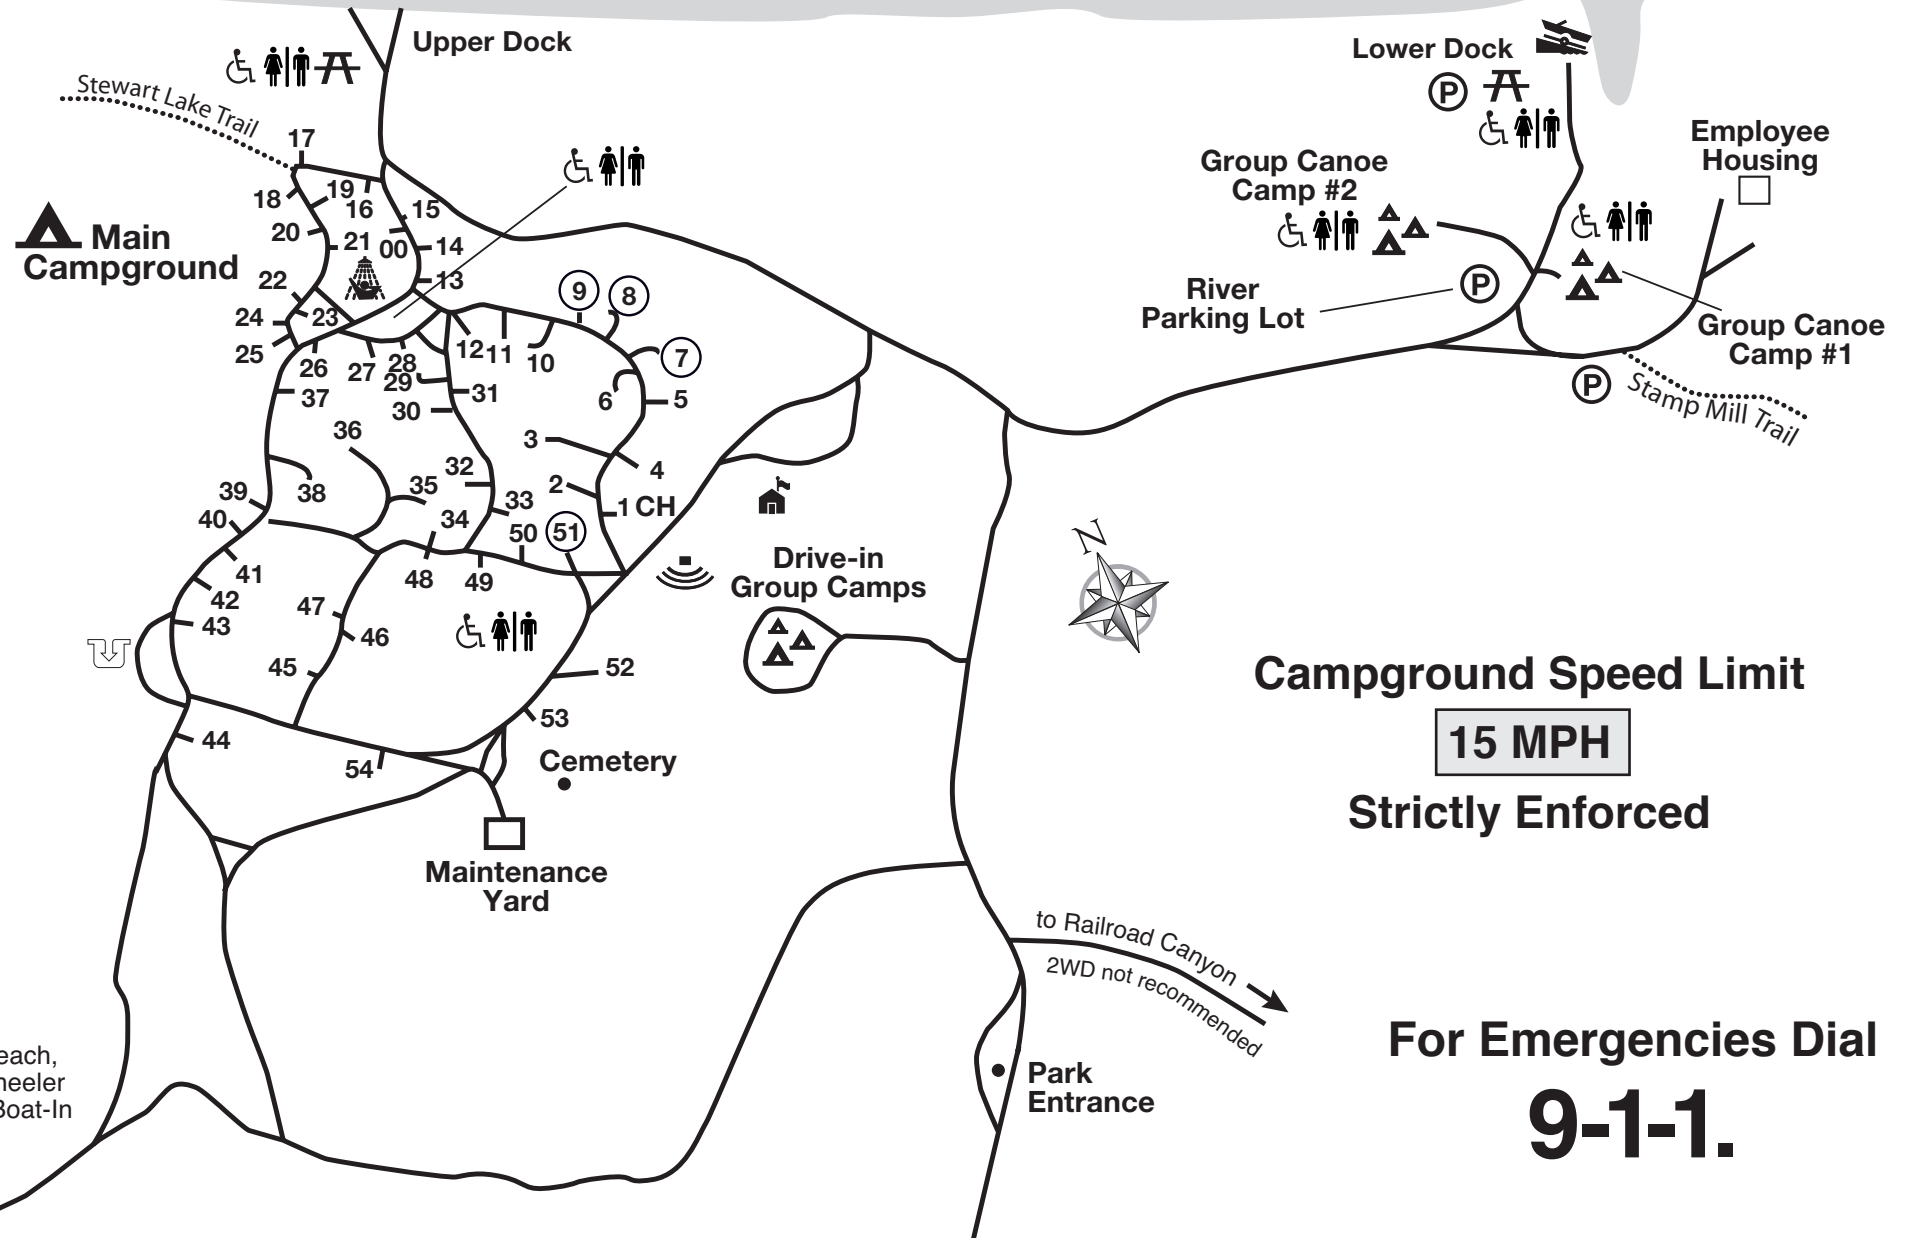 Upper Dock
Stewart Lake Trail
Lower Dock
P
Employee
Housing
Group Canoe
Camp #2
Main
Campground
River
Parking Lot
P
Group Canoe
Camp #1
P
Stamp Mill Trail
17
18
19
16
15
20
21
00
14
13
22
23
24
25
26
27
28
29
12
11
10
9
8
7
6
5
37
30
31
36
3
4
32
35
2
1 CH
38
39
33
34
40
50
51
41
48
49
42
43
47
46
45
52
53
44
54
Drive-in
Group Camps
N
Cemetery
Maintenance
Yard
Campground Speed Limit
15 MPH
Strictly Enforced
to Railroad Canyon
2WD not recommended
Park
Entrance
For Emergencies Dial
9-1-1.
each,
heeler
Boat-In